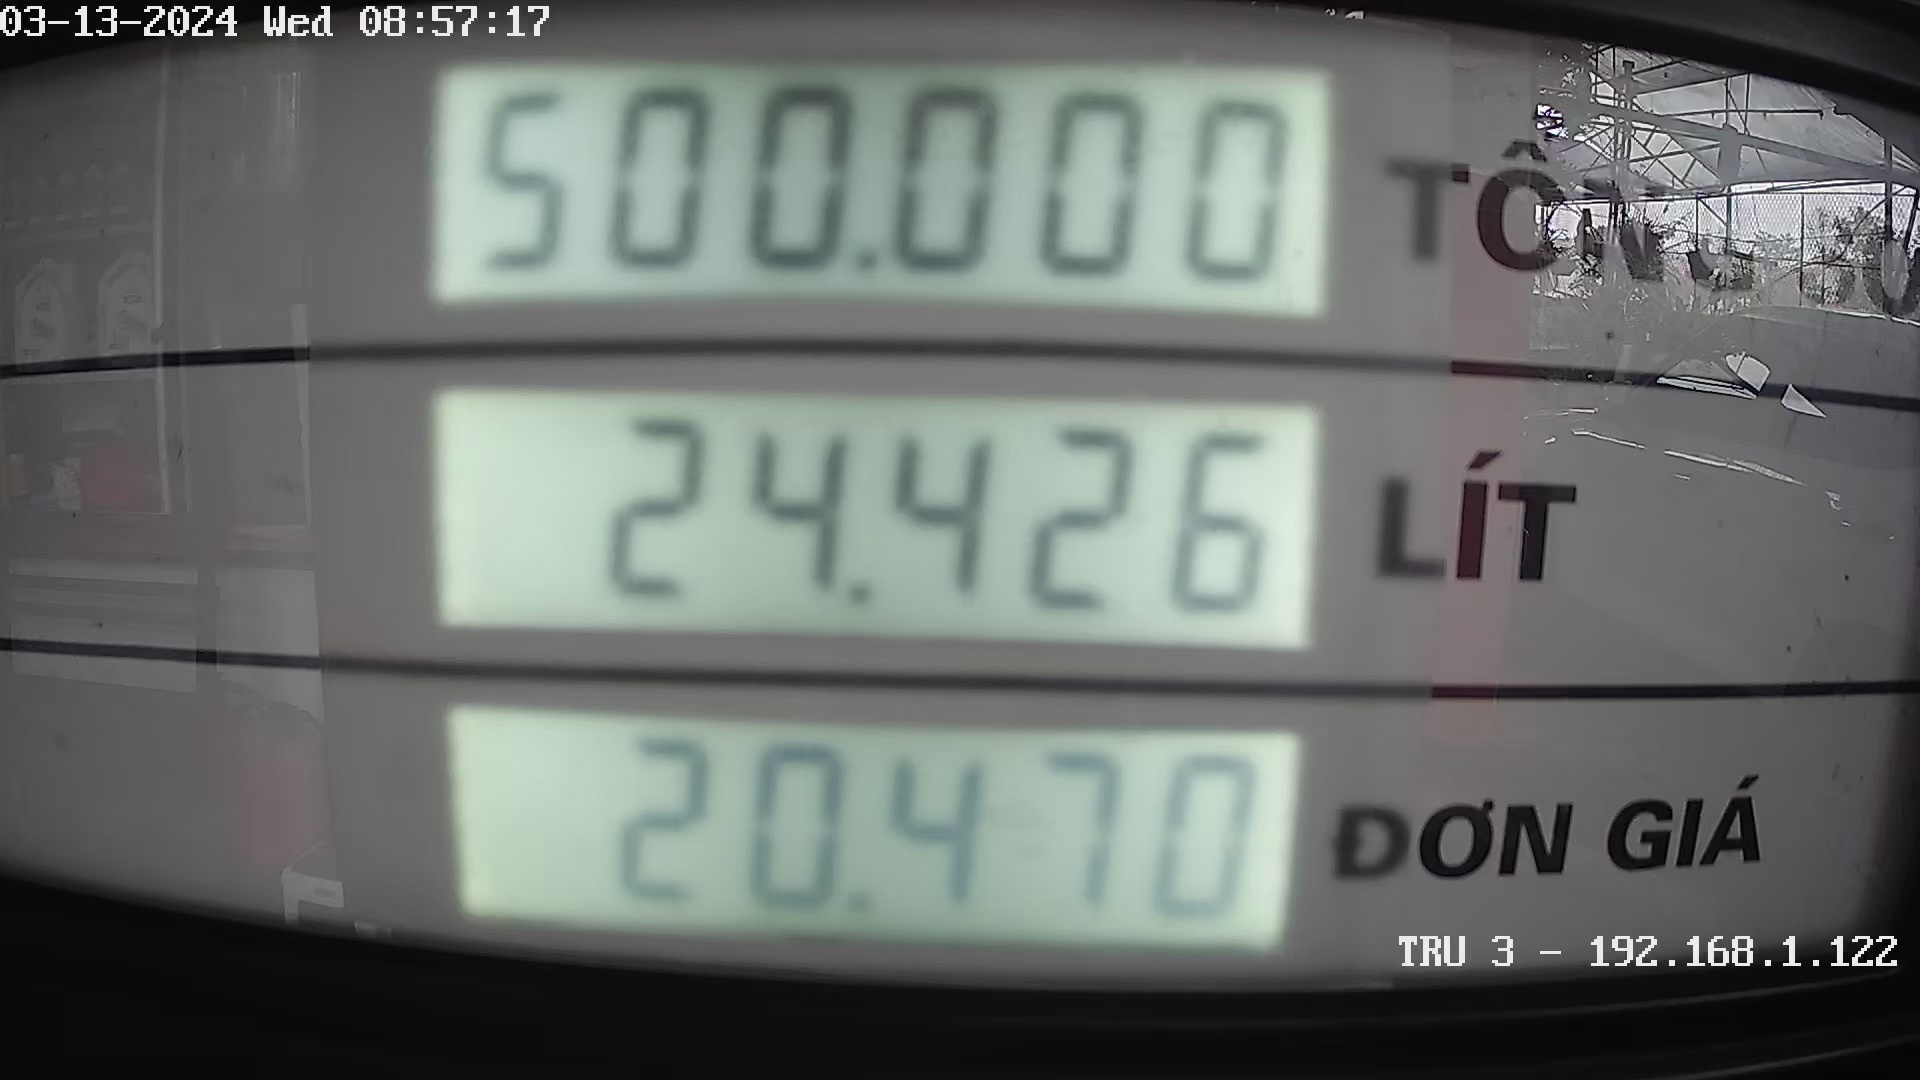 03-13-2024 Wed 08:57:17
500.000
TỔNG
24.426
LÍT
20.470
ĐƠN GIÁ
TRU 3 - 192.168.1.122